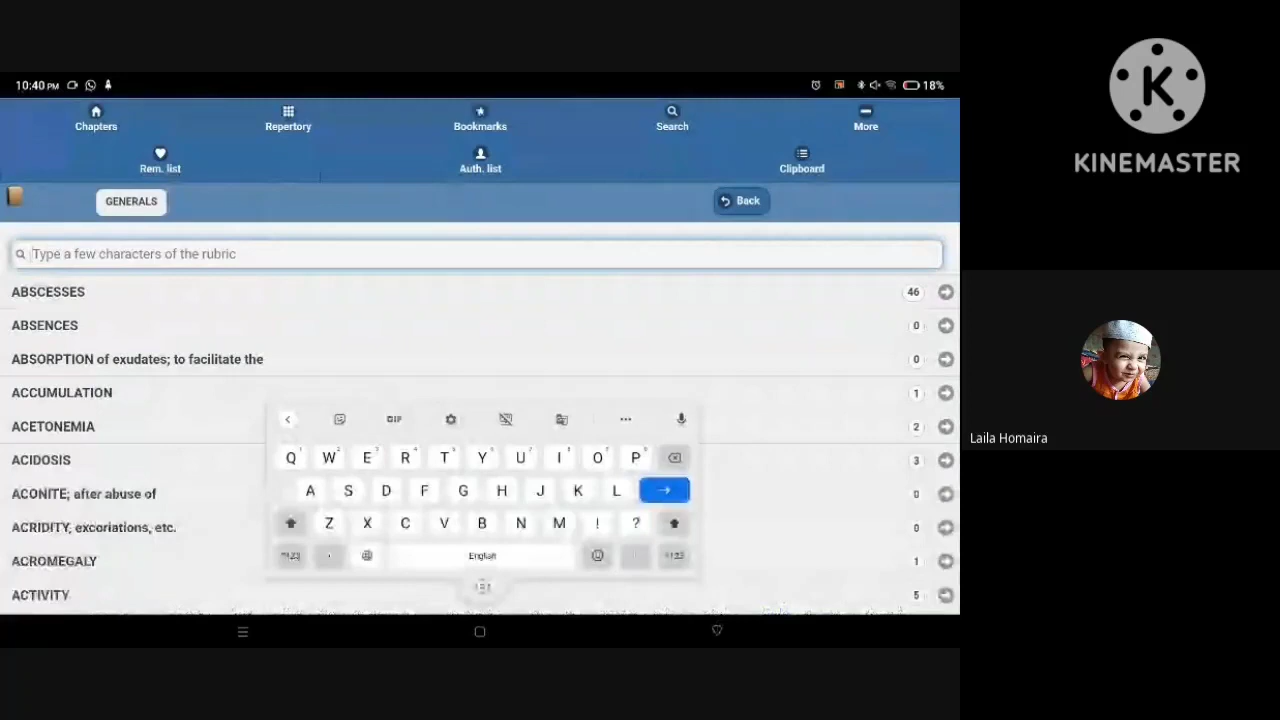 10:40 PM
18%
Chapters
Repertory
Bookmarks
Search
More
Rem. list
Auth. list
Clipboard
GENERALS
Back
Type a few characters of the rubric
ABSCESSES 46
ABSENCES 0
ABSORPTION of exudates; to facilitate the 0
ACCUMULATION 1
ACETONEMIA 2
ACIDOSIS 3
ACONITE; after abuse of 0
ACRIDITY, excoriations, etc. 0
ACROMEGALY 1
ACTIVITY 5
GIF
Q W E R T Y U I O P
A S D F G H J K L
Z X C V B N M ! ?
English
K
KINEMASTER
Laila Homaira